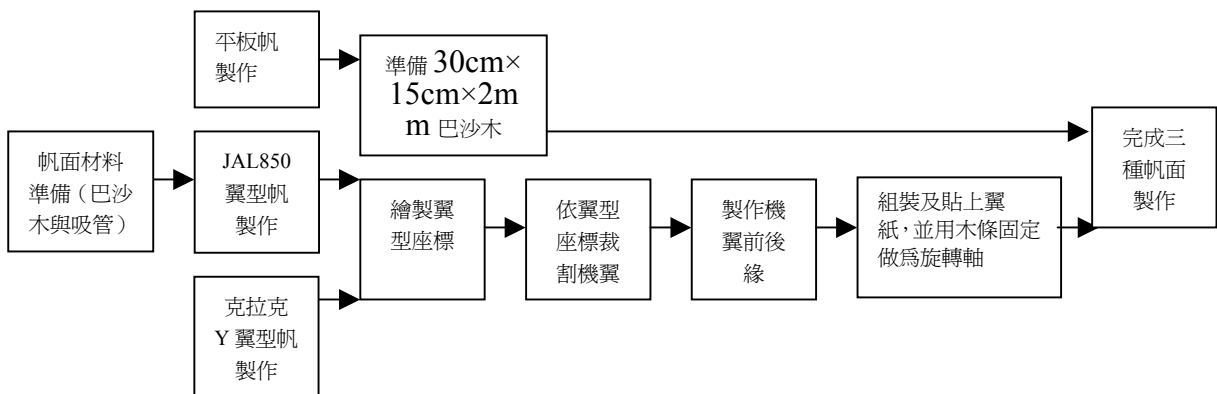 平板帆
製作
準備 30cm×
15cm×2m
m 巴沙木
帆面材料
準備（巴沙
木與吸管）
JAL850
翼型帆
製作
克拉克
Y 翼型帆
製作
繪製翼
型座標
依翼型
座標裁
割機翼
製作機
翼前後
緣
組裝及貼上翼
紙，並用木條固定
做為旋轉軸
完成三
種帆面
製作